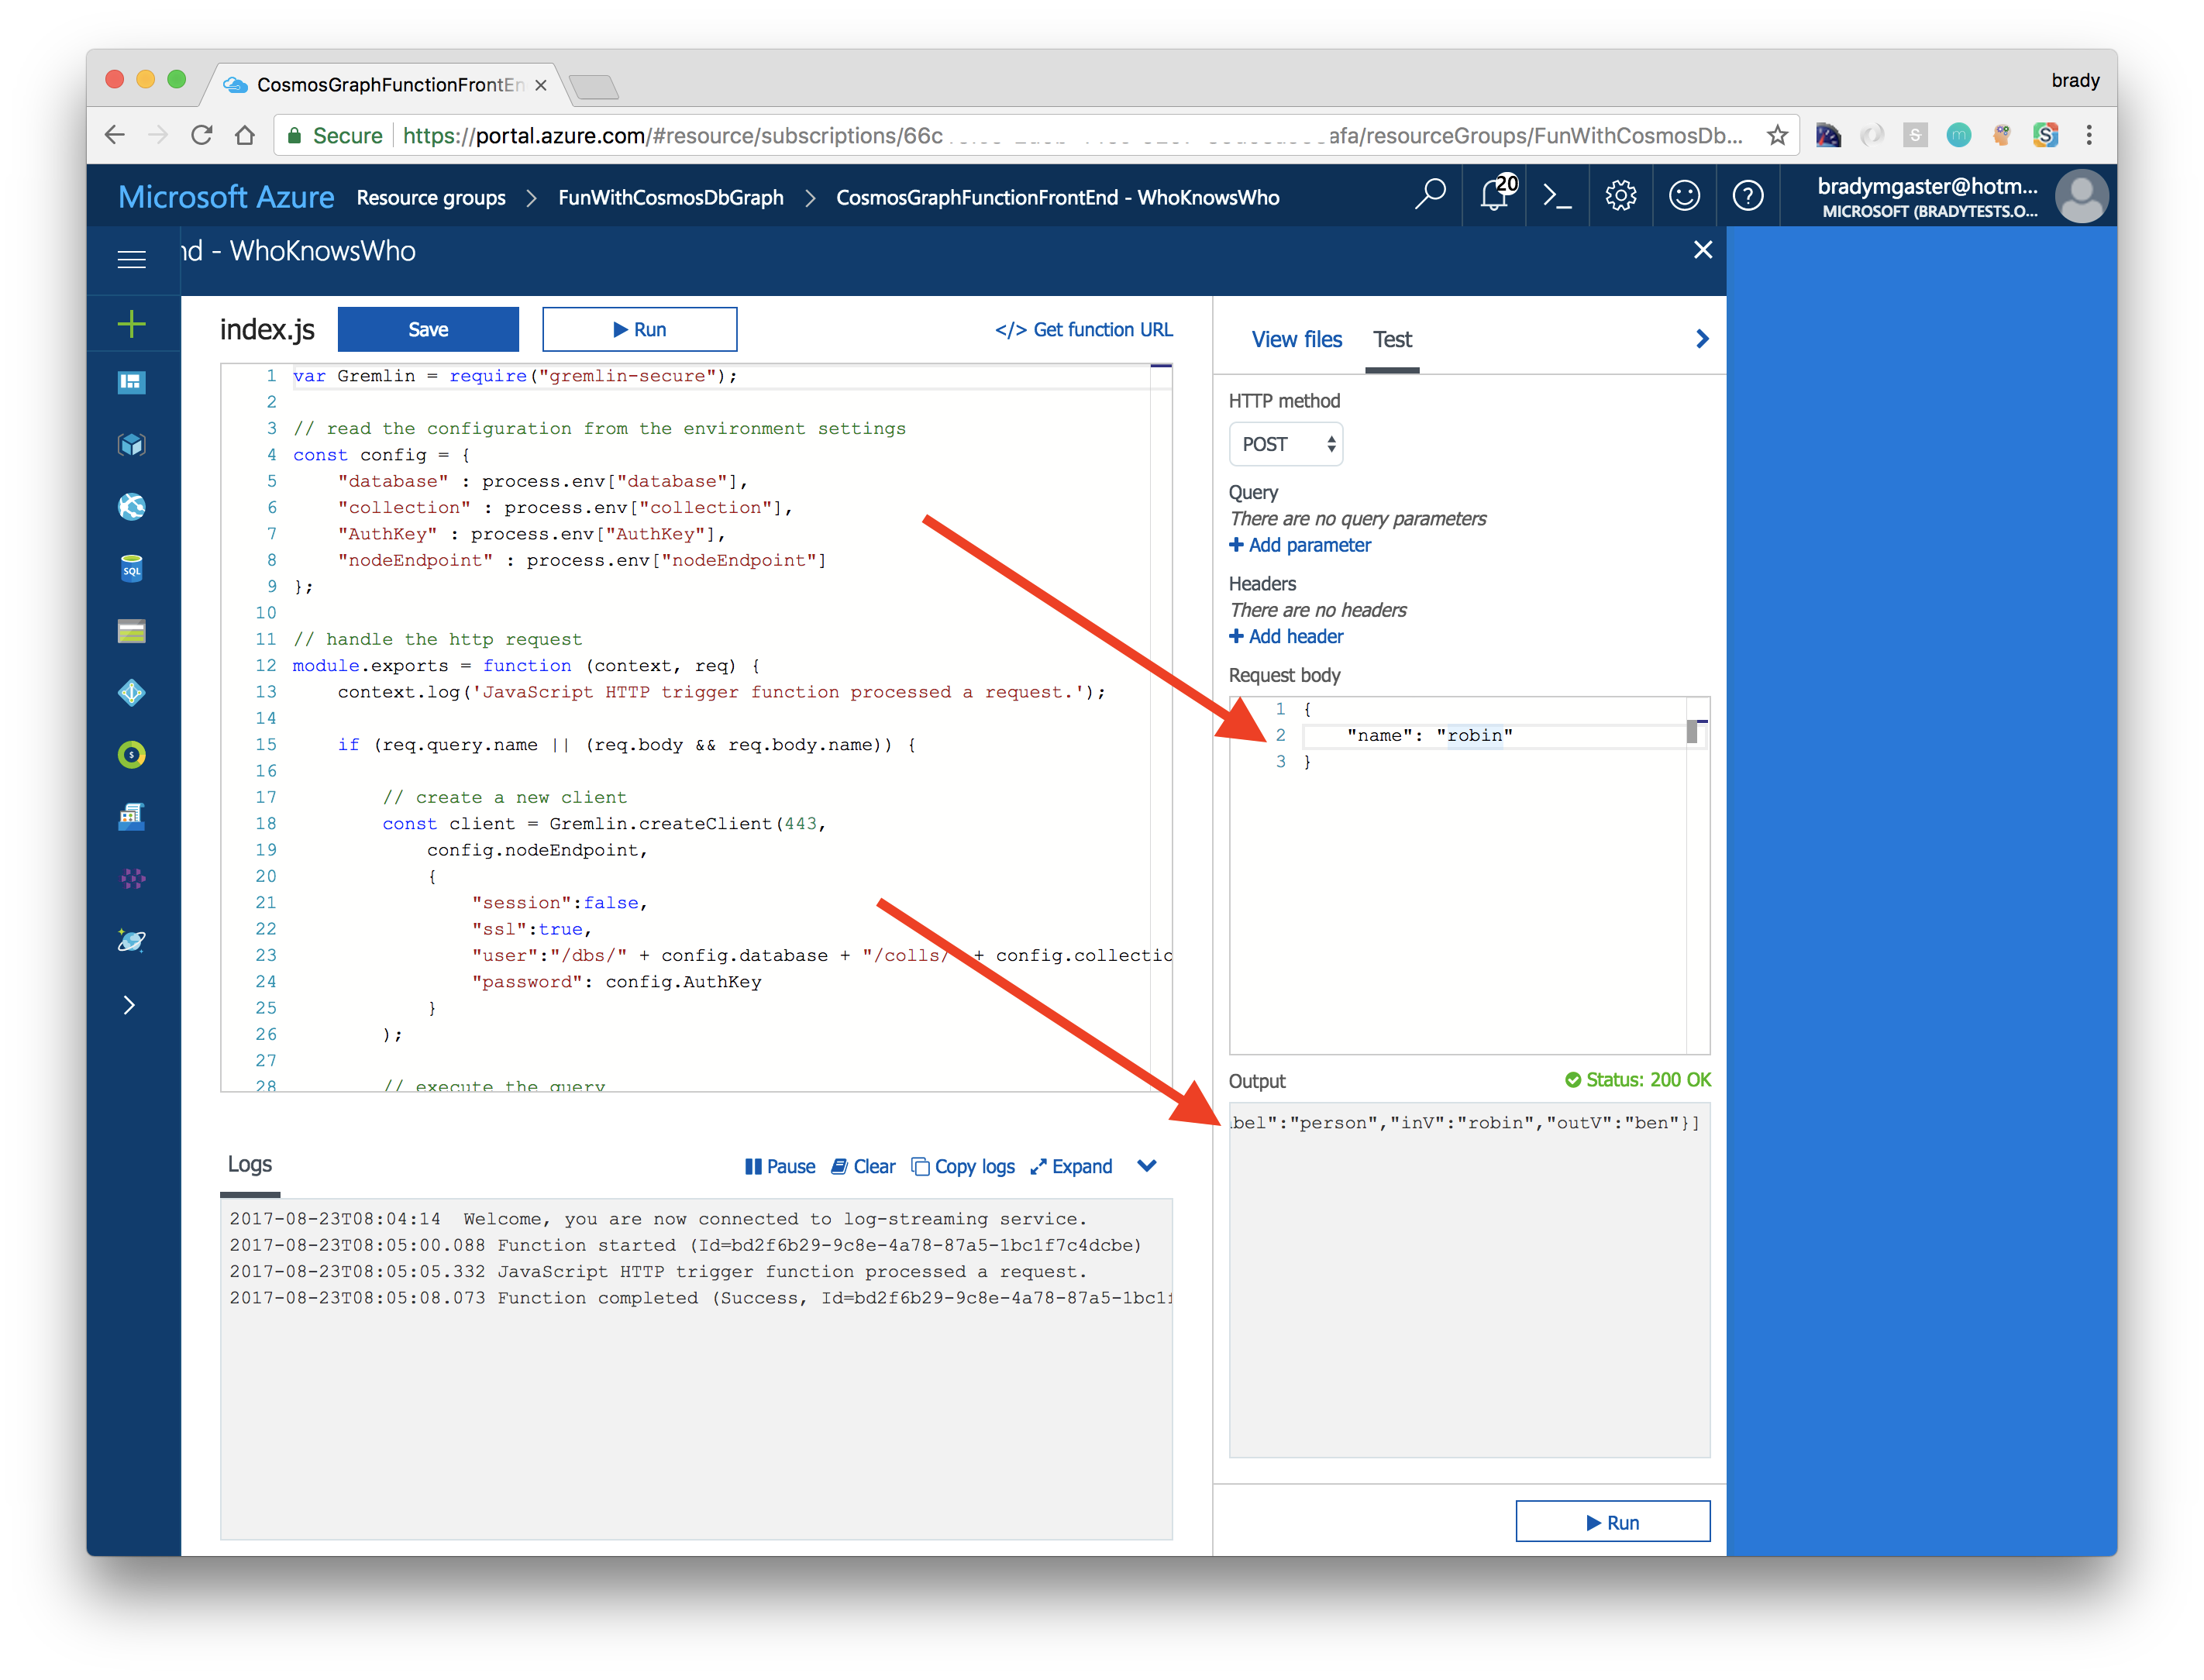 CosmosGraphFunctionFrontEn
brady
Secure https://portal.azure.com/#resource/subscriptions/66c afa/resourceGroups/FunWithCosmosDb...
Microsoft Azure Resource groups > FunWithCosmosDbGraph > CosmosGraphFunctionFrontEnd - WhoKnowsWho
20
bradymgaster@hotm...
MICROSOFT (BRADYTESTS.O...
nd - WhoKnowsWho
index.js Save Run </> Get function URL
1 var Gremlin = require("gremlin-secure");
2
3 // read the configuration from the environment settings
4 const config = {
5 "database" : process.env["database"],
6 "collection" : process.env["collection"],
7 "AuthKey" : process.env["AuthKey"],
8 "nodeEndpoint" : process.env["nodeEndpoint"]
9 };
10
11 // handle the http request
12 module.exports = function (context, req) {
13 context.log('JavaScript HTTP trigger function processed a request.');
14
15 if (req.query.name || (req.body && req.body.name)) {
16
17 // create a new client
18 const client = Gremlin.createClient(443,
19 config.nodeEndpoint,
20 {
21 "session":false,
22 "ssl":true,
23 "user":"/dbs/" + config.database + "/colls/ + config.collectio
24 "password": config.AuthKey
25 }
26 );
27
28 // execute the query
Logs Pause Clear Copy logs Expand
2017-08-23T08:04:14 Welcome, you are now connected to log-streaming service.
2017-08-23T08:05:00.088 Function started (Id=bd2f6b29-9c8e-4a78-87a5-1bc1f7c4dcbe)
2017-08-23T08:05:05.332 JavaScript HTTP trigger function processed a request.
2017-08-23T08:05:08.073 Function completed (Success, Id=bd2f6b29-9c8e-4a78-87a5-1bc1f
View files Test
HTTP method
POST
Query
There are no query parameters
+ Add parameter
Headers
There are no headers
+ Add header
Request body
1 {
2 "name": "robin"
3 }
Output Status: 200 OK
bel":"person","inV":"robin","outV":"ben"}]
Run
SQL